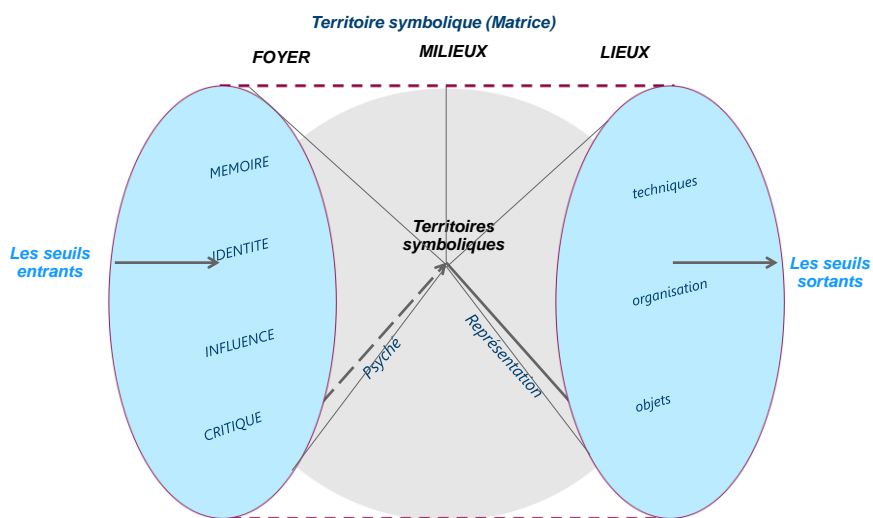 Territoire symbolique (Matrice)
FOYER
MILIEUX
LIEUX
MEMOIRE
IDENTITE
INFLUENCE
CRITIQUE
Les seuils
entrants
Territoires
symboliques
Psyché
Représentation
techniques
organisation
objets
Les seuils
sortants